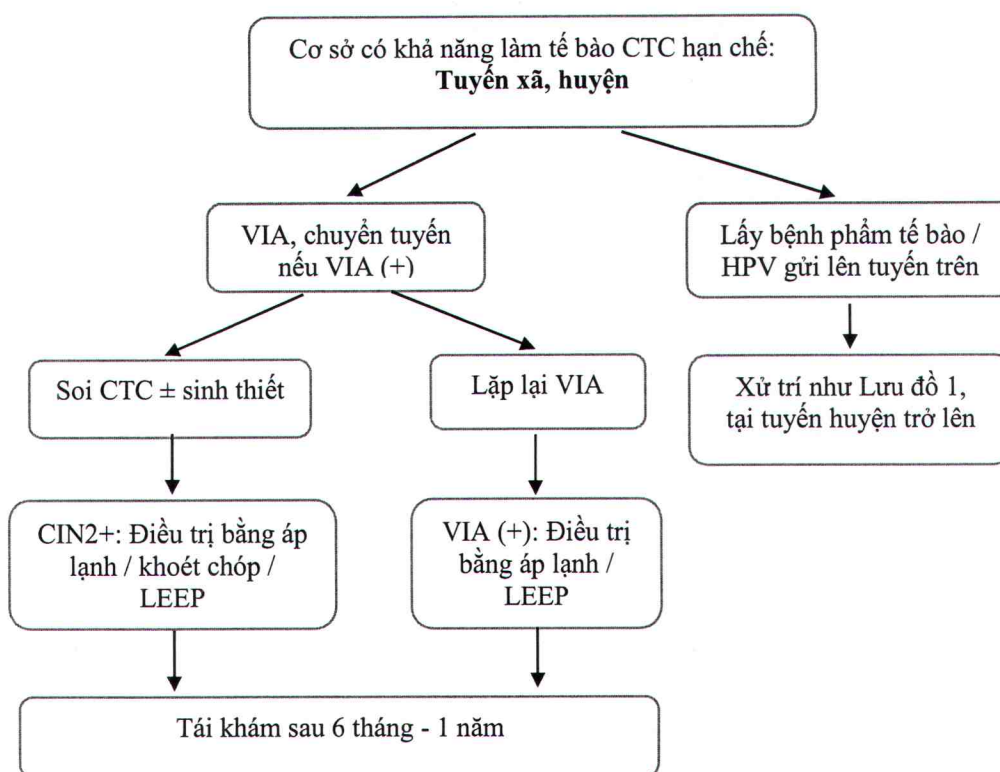 Cơ sở có khả năng làm tế bào CTC hạn chế:
Tuyến xã, huyện
VIA, chuyển tuyến
nếu VIA (+)
Lấy bệnh phẩm tế bào /
HPV gửi lên tuyến trên
Soi CTC ± sinh thiết
Lặp lại VIA
Xử trí như Lưu đồ 1,
tại tuyến huyện trở lên
CIN2+: Điều trị bằng áp
lạnh / khoét chóp /
LEEP
VIA (+): Điều trị
bằng áp lạnh /
LEEP
Tái khám sau 6 tháng - 1 năm